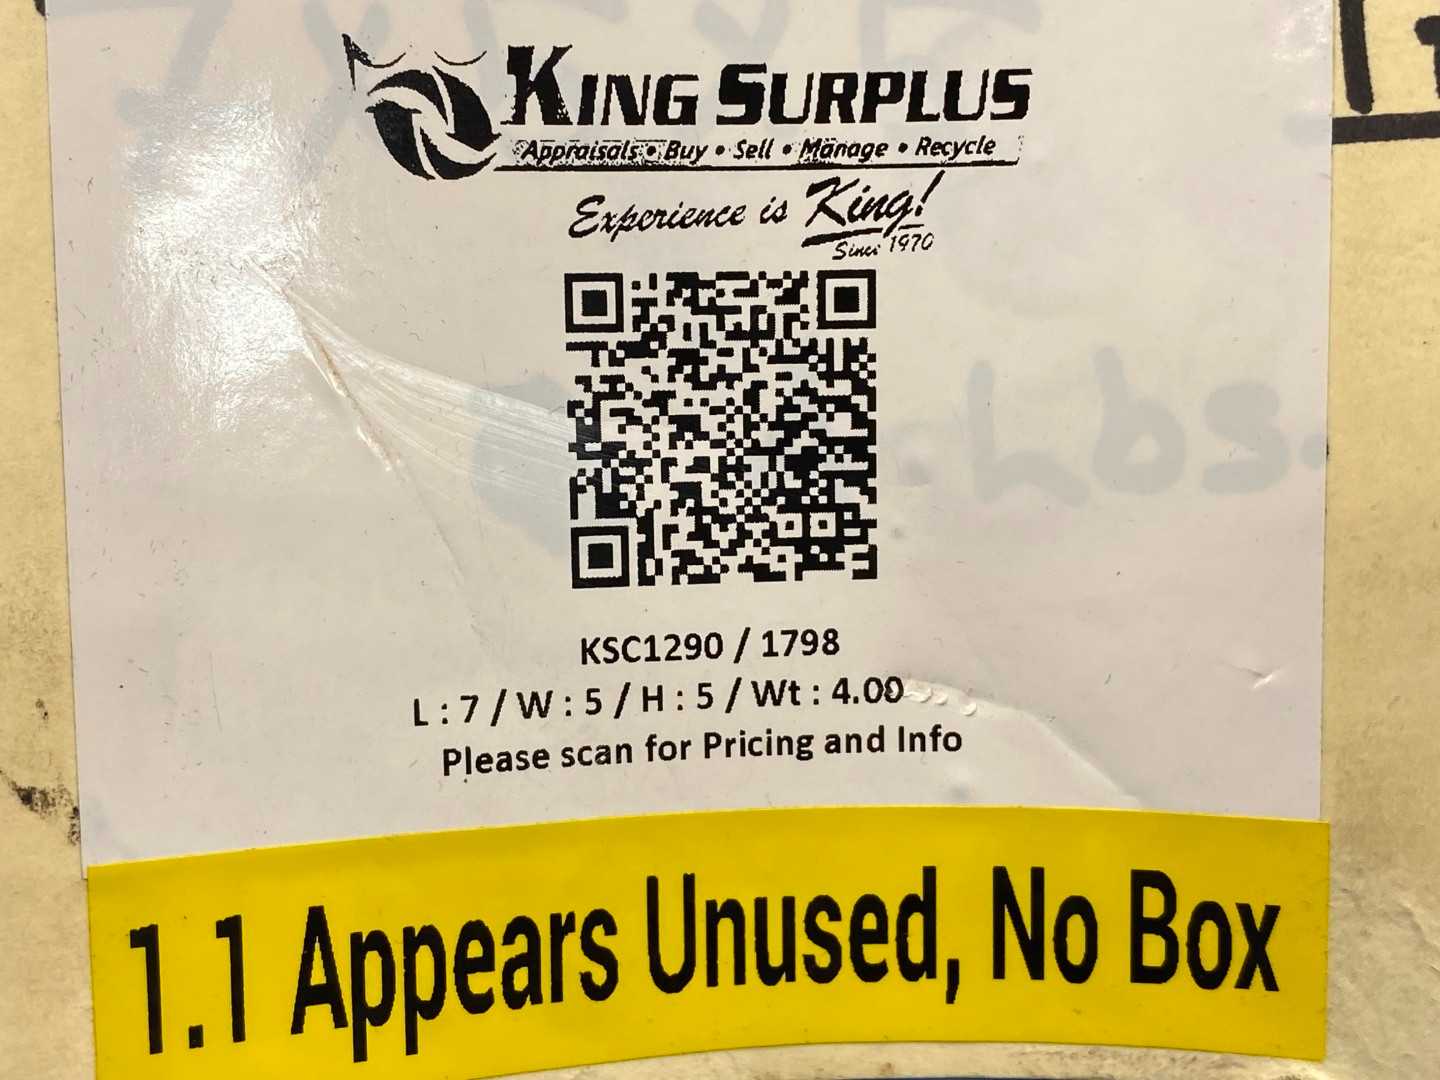 KING SURPLUS
Appraisals • Buy • Sell • Manage • Recycle
Experience is King!
Since 1970
KSC1290 / 1798
L : 7 / W : 5 / H : 5 / Wt : 4.00
Please scan for Pricing and Info
1.1 Appears Unused, No Box